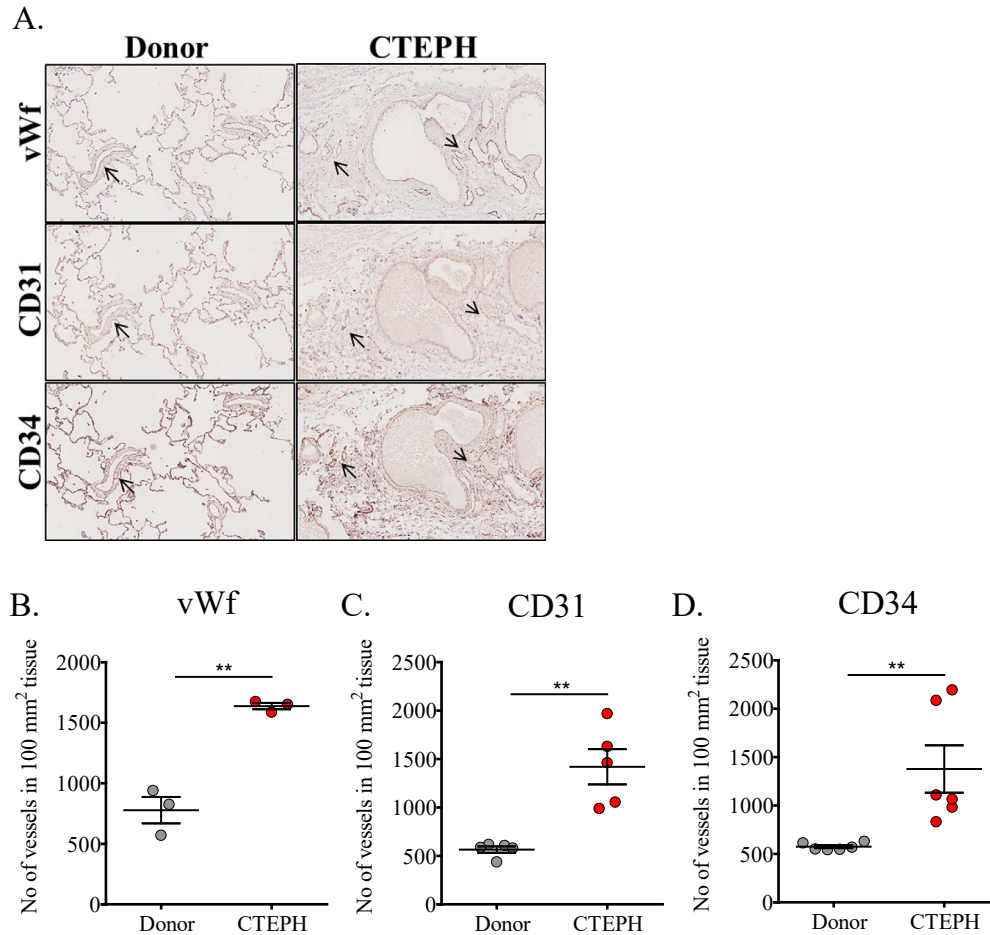 A.
Donor CTEPH
vWf
CD31
CD34
B. vWf
No of vessels in 100 mm² tissue
2000
1500
1000
500
0
**
Donor CTEPH
C. CD31
No of vessels in 100 mm² tissue
2500
2000
1500
1000
500
0
**
Donor CTEPH
D. CD34
No of vessels in 100 mm² tissue
2500
2000
1500
1000
500
0
**
Donor CTEPH